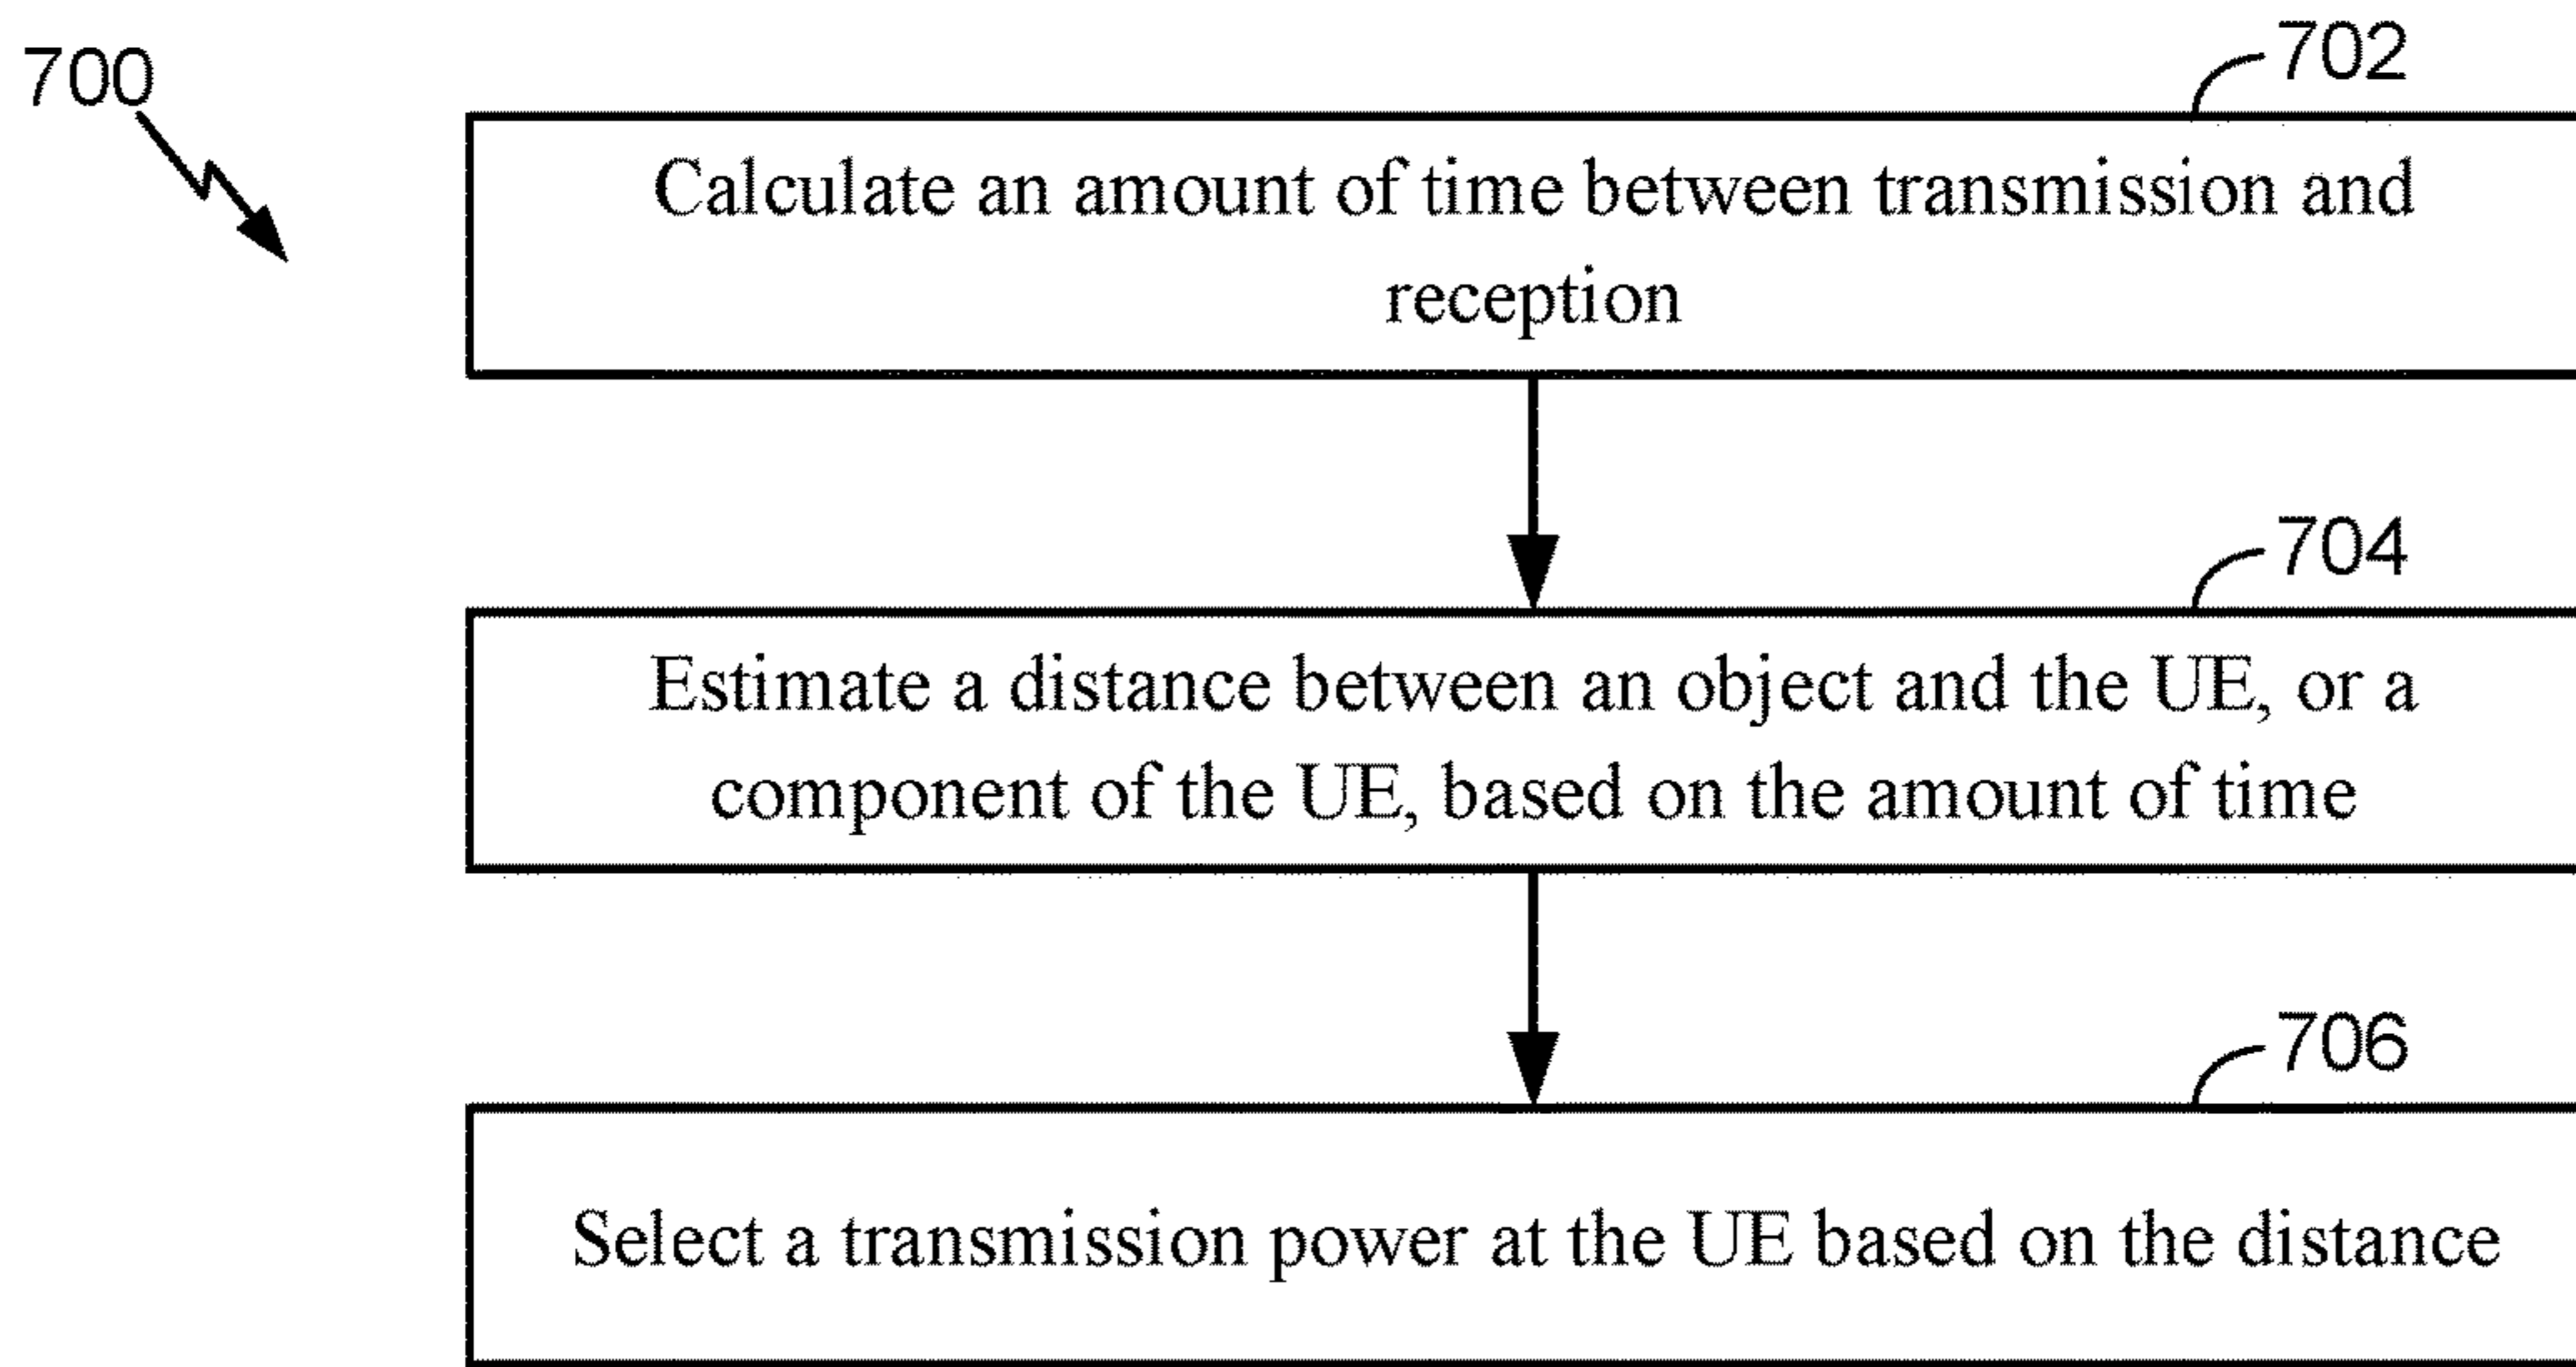 700
702
Calculate an amount of time between transmission and
reception
704
Estimate a distance between an object and the UE, or a
component of the UE, based on the amount of time
706
Select a transmission power at the UE based on the distance